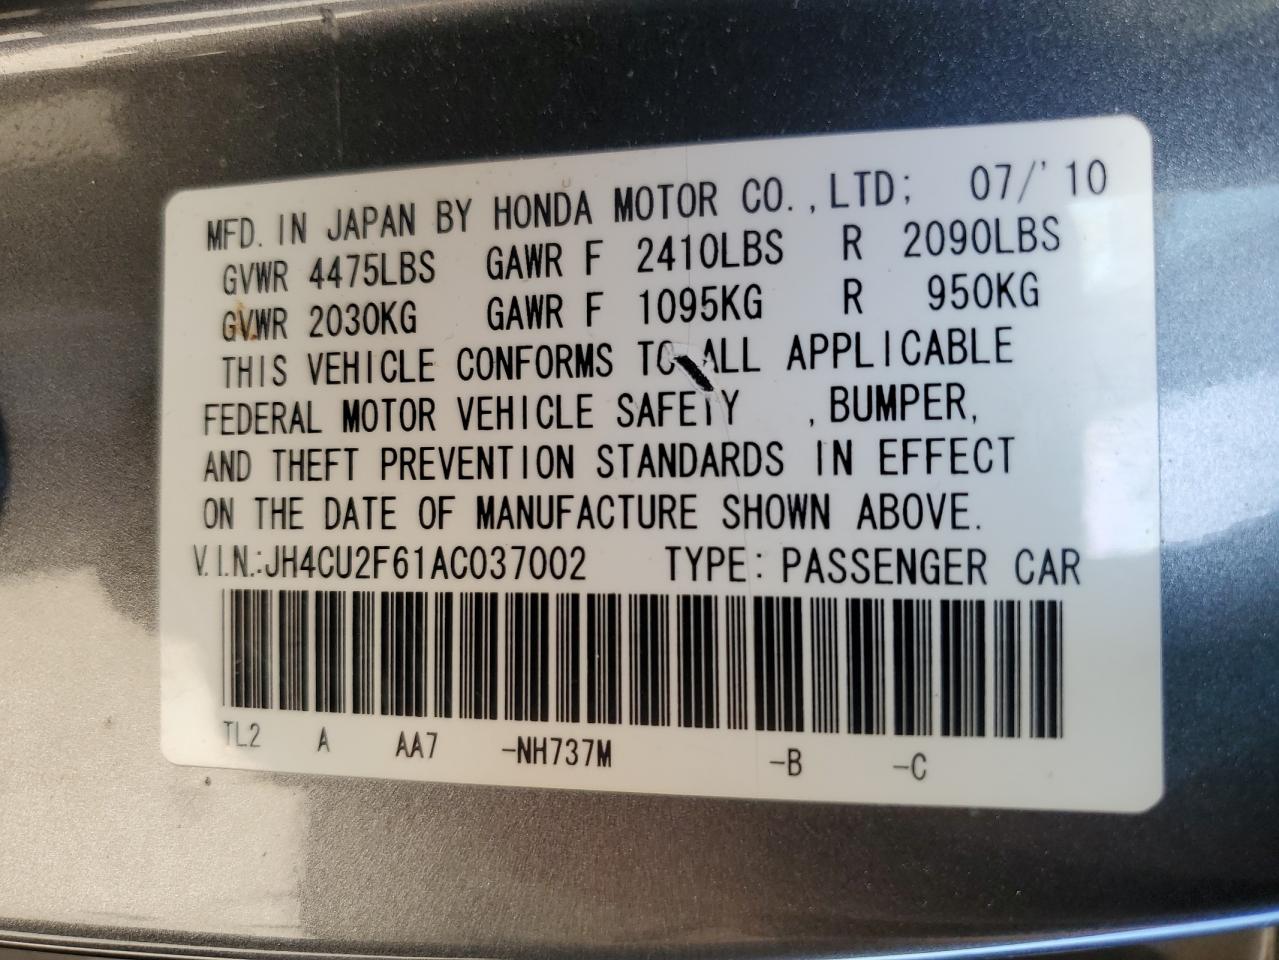 MFD. IN JAPAN BY HONDA MOTOR CO., LTD; 07/'10
GVWR 4475LBS GAWR F 2410LBS R 2090LBS
GVWR 2030KG GAWR F 1095KG R 950KG
THIS VEHICLE CONFORMS TO ALL APPLICABLE
FEDERAL MOTOR VEHICLE SAFETY , BUMPER,
AND THEFT PREVENTION STANDARDS IN EFFECT
ON THE DATE OF MANUFACTURE SHOWN ABOVE.
V.I.N.:JH4CU2F61AC037002 TYPE: PASSENGER CAR
TL2 A AA7 -NH737M -B -C